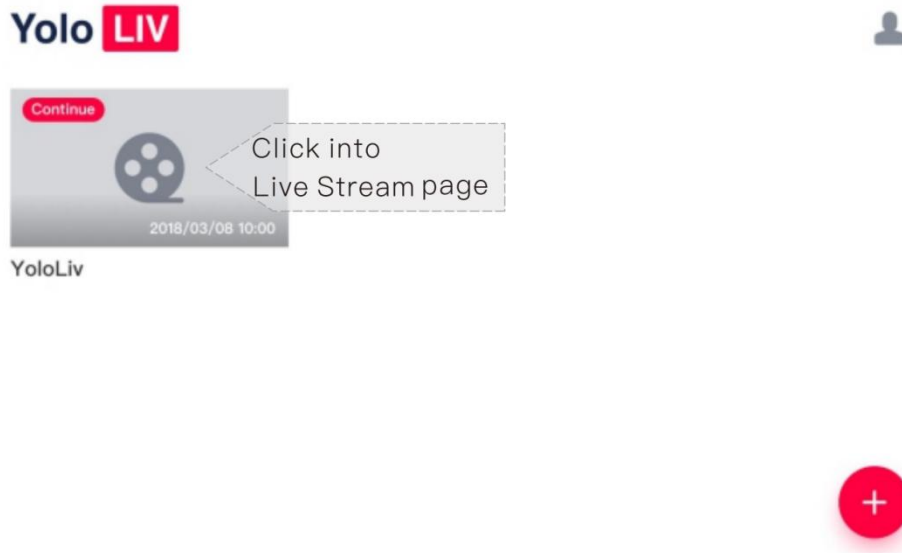 Yolo LIV
Continue
Click into
Live Stream page
2018/03/08 10:00
YoloLiv
+